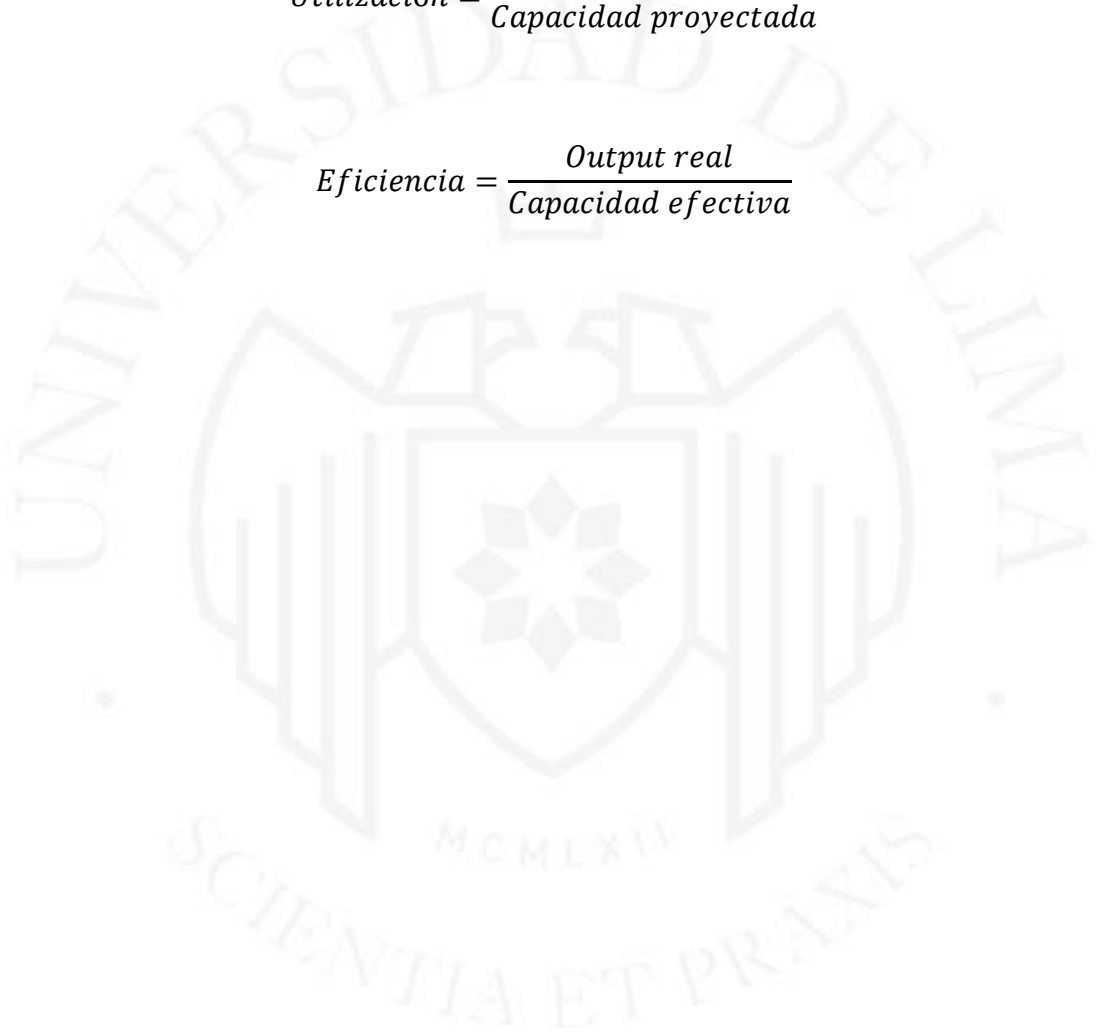 Utilización = 
Capacidad proyectada
Eficiencia = Output real / Capacidad efectiva
UNIVERSIDAD DE LIMA
MCMLXII
SCIENTIA ET PRAXIS